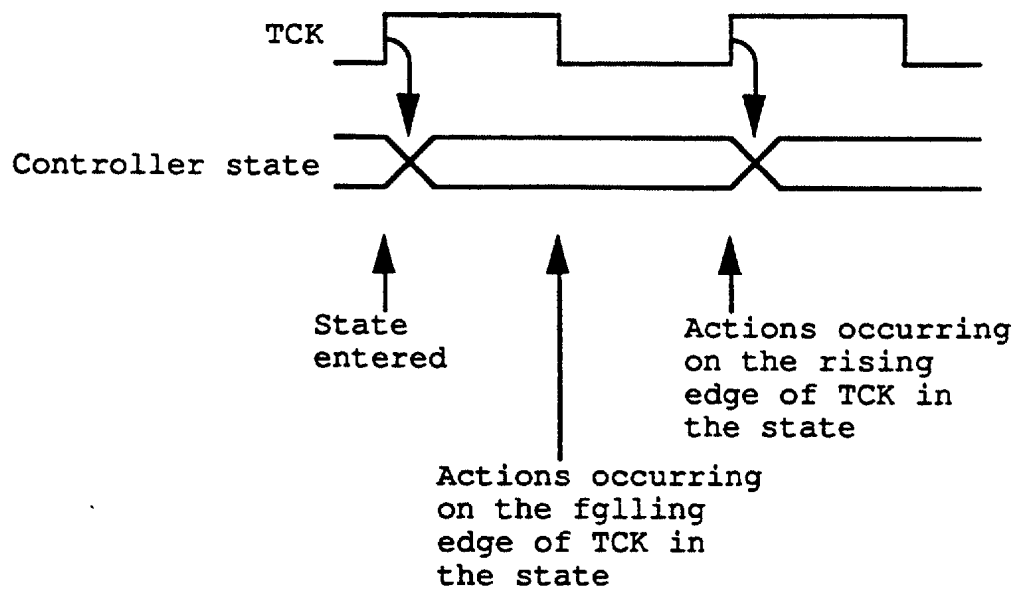 TCK
Controller state
State
entered
Actions occurring
on the rising
edge of TCK in
the state
Actions occurring
on the fglling
edge of TCK in
the state